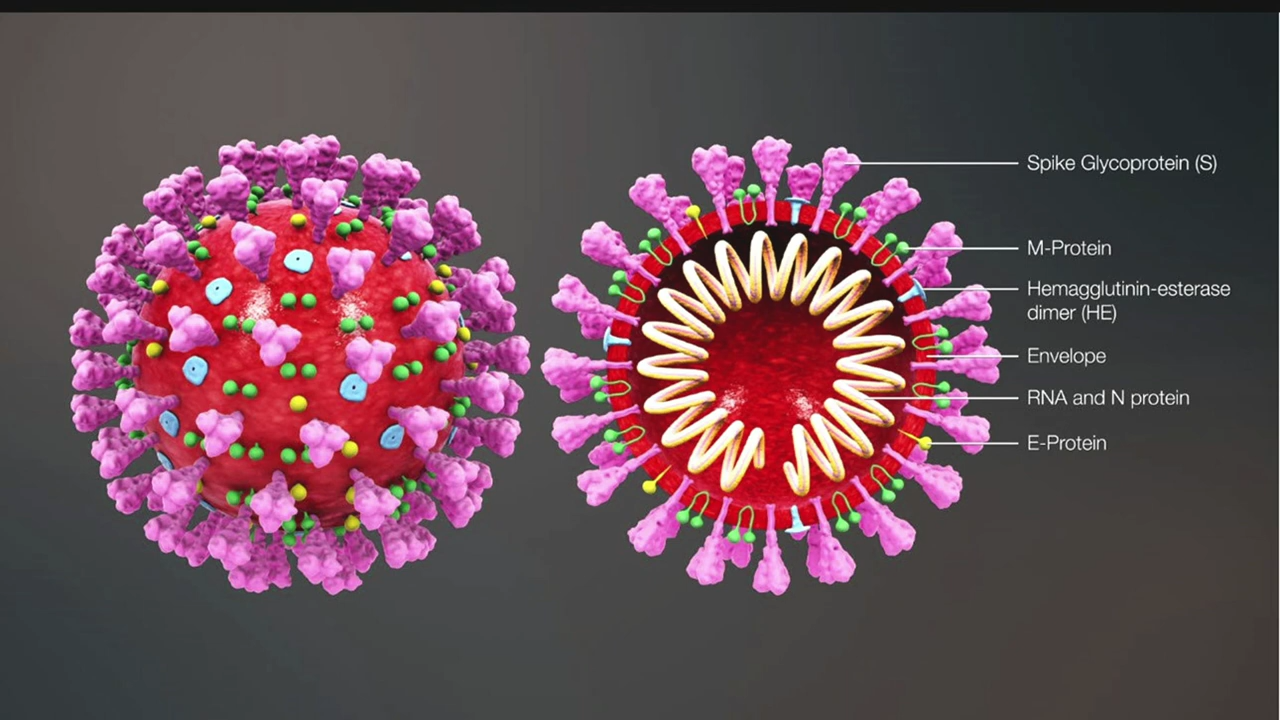 Spike Glycoprotein (S)
M-Protein
Hemagglutinin-esterase
dimer (HE)
Envelope
RNA and N protein
E-Protein